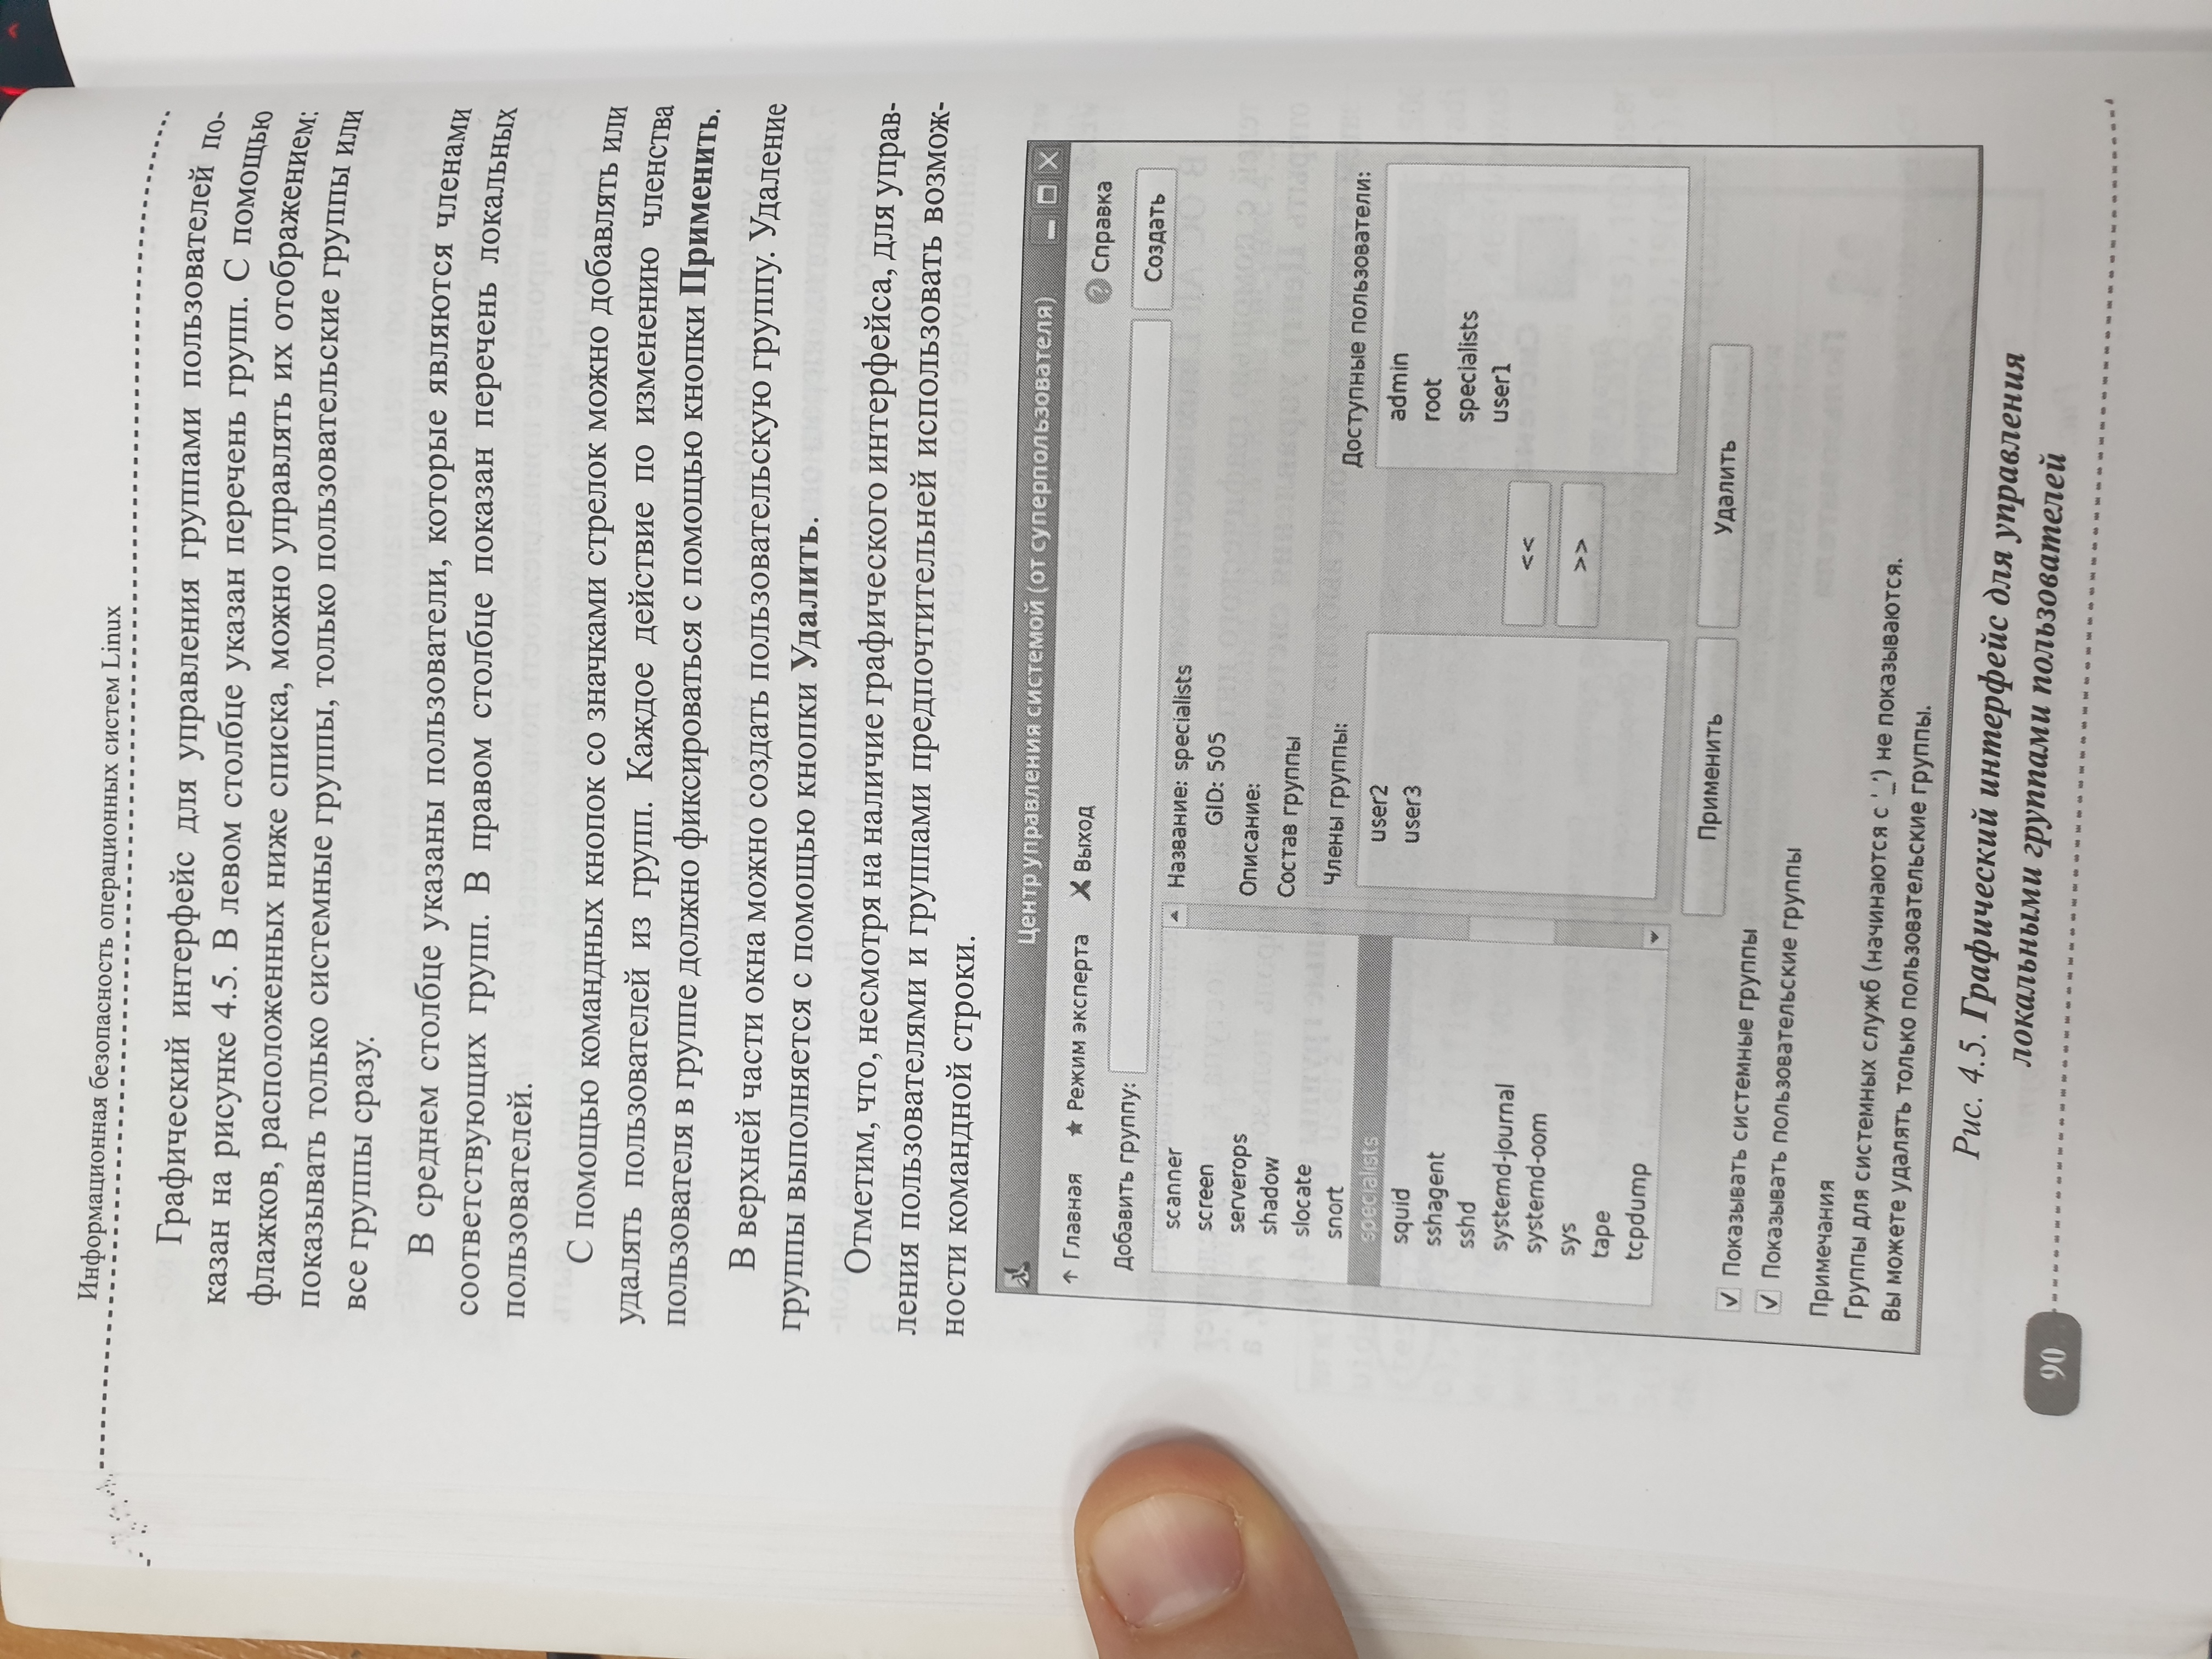 Информационная безопасность операционных систем Linux
Графический интерфейс для управления группами пользователей по-
казан на рисунке 4.5. В левом столбце указан перечень групп. С помощью
флажков, расположенных ниже списка, можно управлять их отображением:
показывать только системные группы, только пользовательские группы или
все группы сразу.
В среднем столбце указаны пользователи, которые являются членами
соответствующих групп. В правом столбце показан перечень локальных
пользователей.
С помощью командных кнопок со значками стрелок можно добавлять или
удалять пользователей из групп. Каждое действие по изменению членства
пользователя в группе должно фиксироваться с помощью кнопки Применить.
В верхней части окна можно создать пользовательскую группу. Удаление
группы выполняется с помощью кнопки Удалить.
Отметим, что, несмотря на наличие графического интерфейса, для управ-
ления пользователями и группами предпочтительней использовать возмож-
ности командной строки.
Центр управления системой (от суперпользователя)
Главная Режим эксперта Выход
Справка
Добавить группу:
Создать
scanner
screen
serverops
shadow
slocate
snort
specialists
squid
sshagent
sshd
systemd-journal
systemd-oom
sys
tape
tcpdump
Название: specialists
GID: 505
Описание:
Состав группы
Члены группы:
user2
user3
<<
>>
Доступные пользователи:
admin
root
specialists
user1
Применить
Удалить
Показывать системные группы
Показывать пользовательские группы
Примечания
Группы для системных служб (начинаются с '_') не показываются.
Вы можете удалять только пользовательские группы.
Рис. 4.5. Графический интерфейс для управления
локальными группами пользователей
90